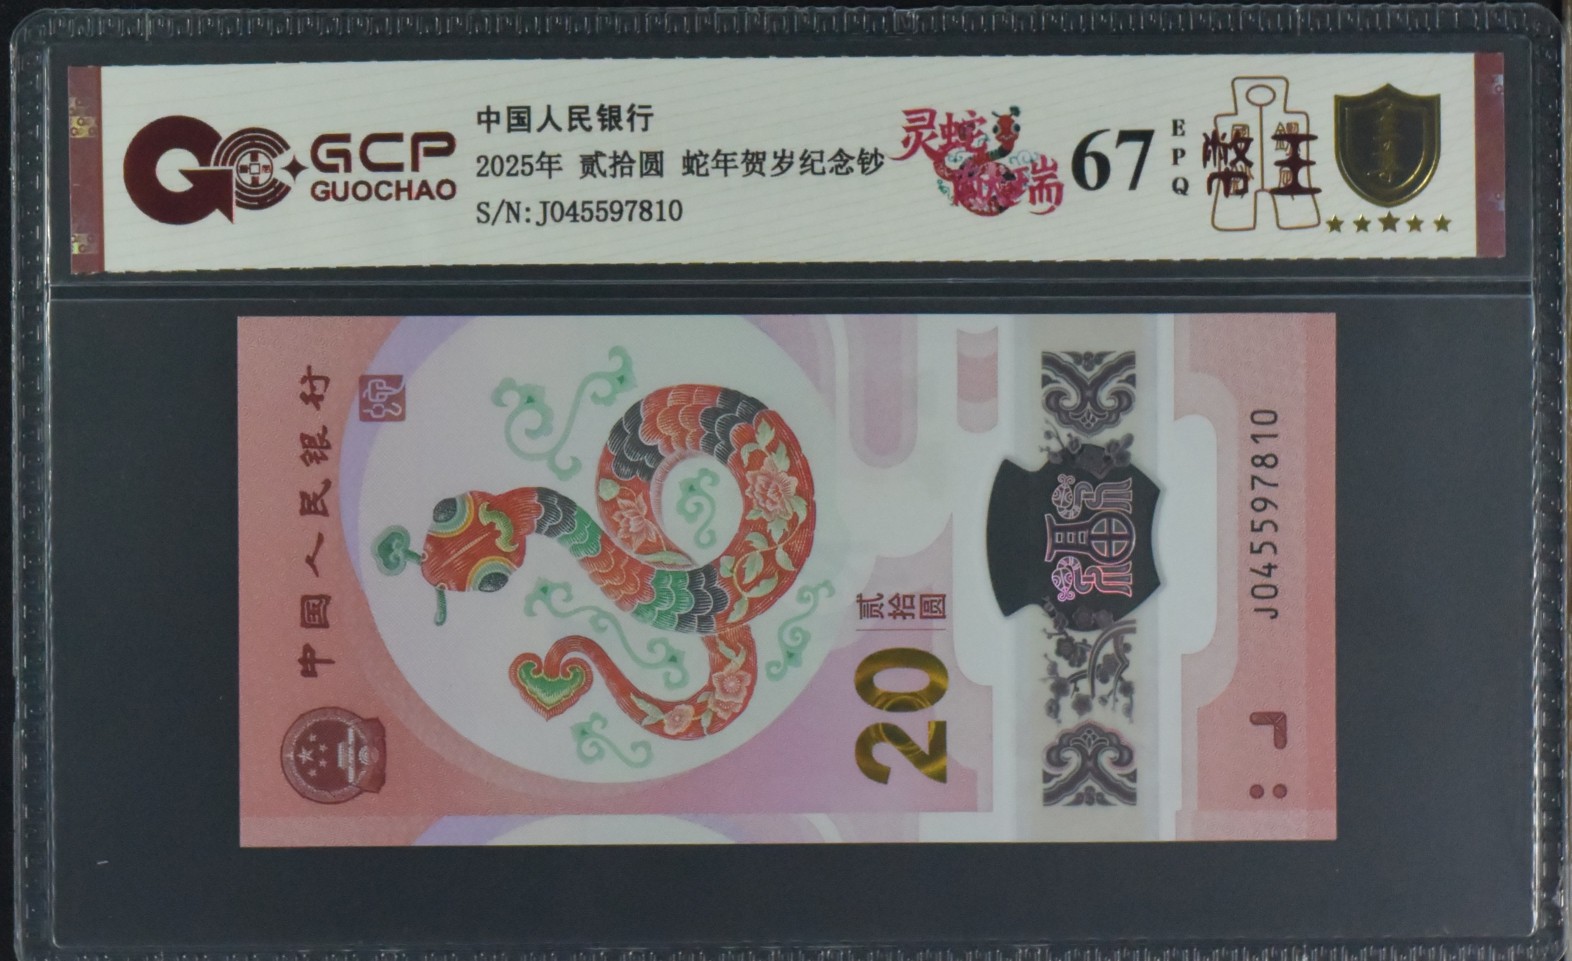 GCP
GUOCHAO
中国人民银行
2025年 贰拾圆 蛇年贺岁纪念钞
S/N:J045597810
灵蛇
献瑞
67
EPQ
中国人民银行
贰拾圆
20
福
J045597810